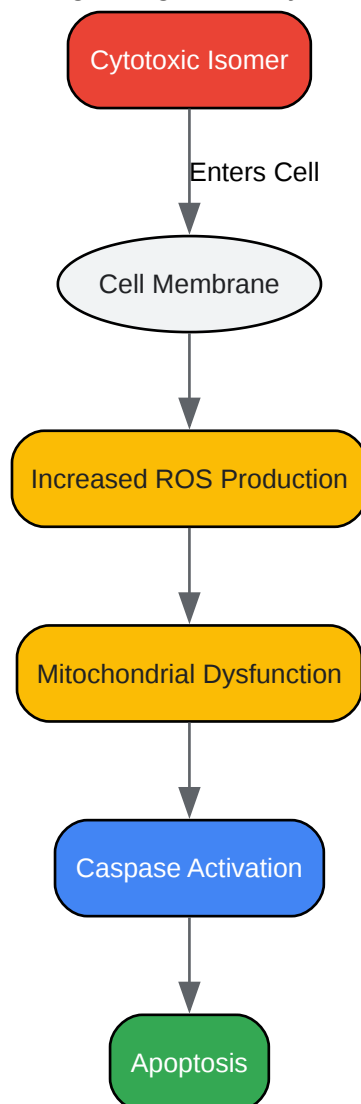 Cytotoxic Isomer
Enters Cell
Cell Membrane
Increased ROS Production
Mitochondrial Dysfunction
Caspase Activation
Apoptosis